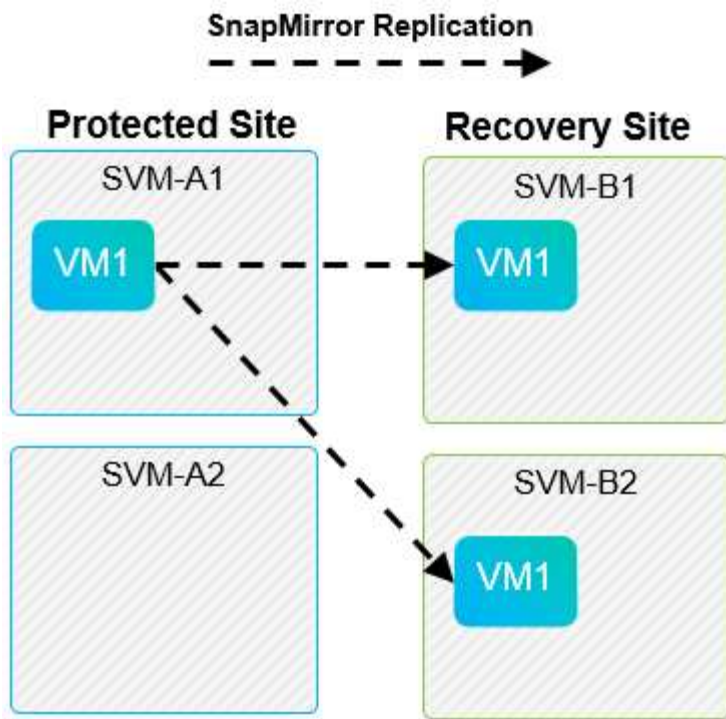 SnapMirror Replication
Protected Site
Recovery Site
SVM-A1
SVM-B1
VM1
VM1
SVM-A2
SVM-B2
VM1